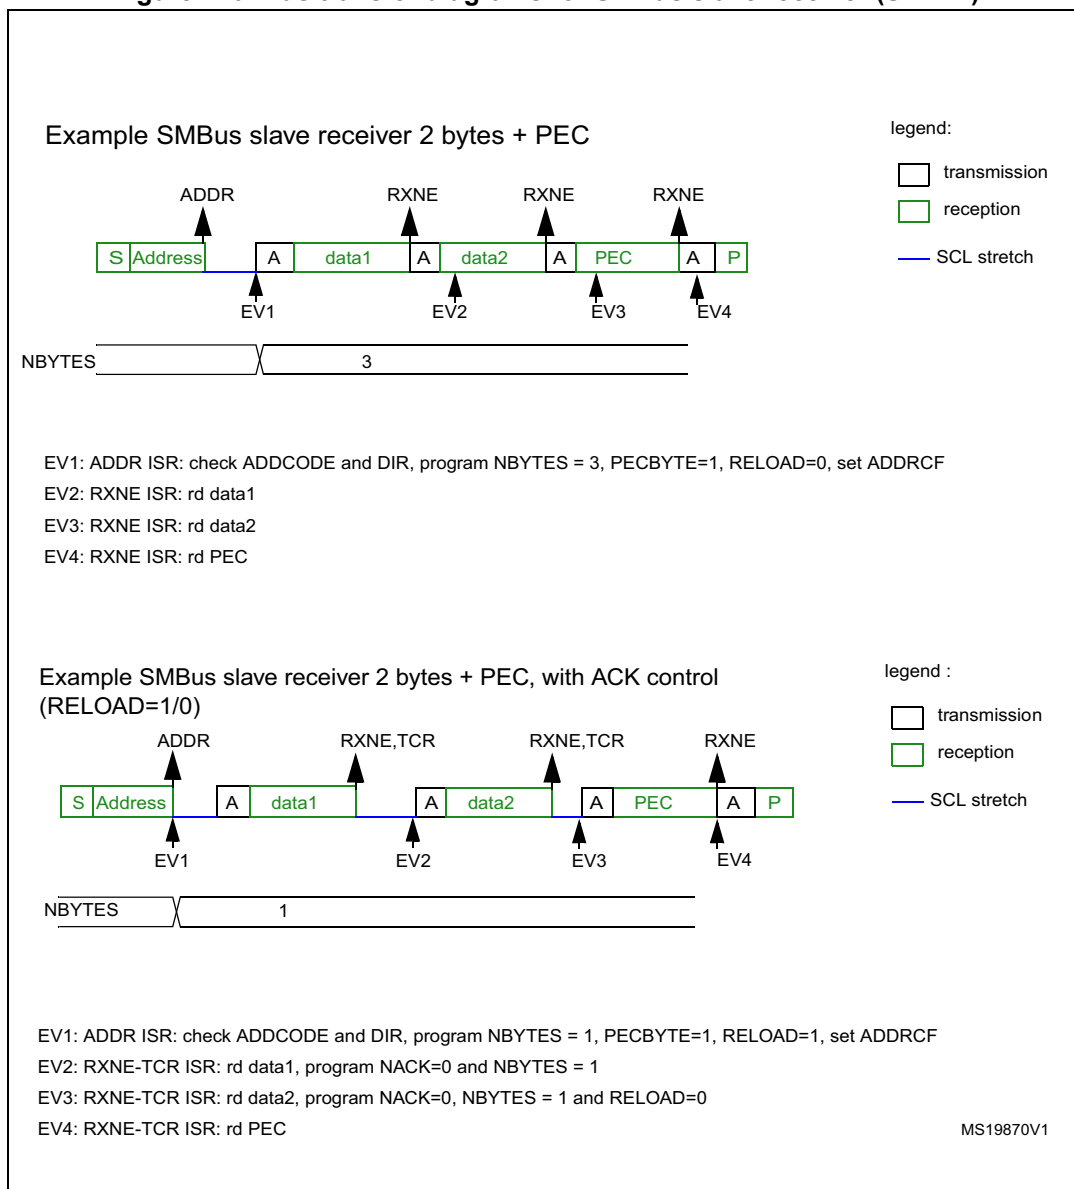 Example SMBus slave receiver 2 bytes + PEC
legend:
transmission
reception
SCL stretch
ADDR RXNE RXNE RXNE
S Address A data1 A data2 A PEC A P
EV1 EV2 EV3 EV4
NBYTES 3
EV1: ADDR ISR: check ADDCODE and DIR, program NBYTES = 3, PECBYTE=1, RELOAD=0, set ADDRCF
EV2: RXNE ISR: rd data1
EV3: RXNE ISR: rd data2
EV4: RXNE ISR: rd PEC
Example SMBus slave receiver 2 bytes + PEC, with ACK control
(RELOAD=1/0)
legend :
transmission
reception
SCL stretch
ADDR RXNE,TCR RXNE,TCR RXNE
S Address A data1 A data2 A PEC A P
EV1 EV2 EV3 EV4
NBYTES 1
EV1: ADDR ISR: check ADDCODE and DIR, program NBYTES = 1, PECBYTE=1, RELOAD=1, set ADDRCF
EV2: RXNE-TCR ISR: rd data1, program NACK=0 and NBYTES = 1
EV3: RXNE-TCR ISR: rd data2, program NACK=0, NBYTES = 1 and RELOAD=0
EV4: RXNE-TCR ISR: rd PEC
MS19870V1